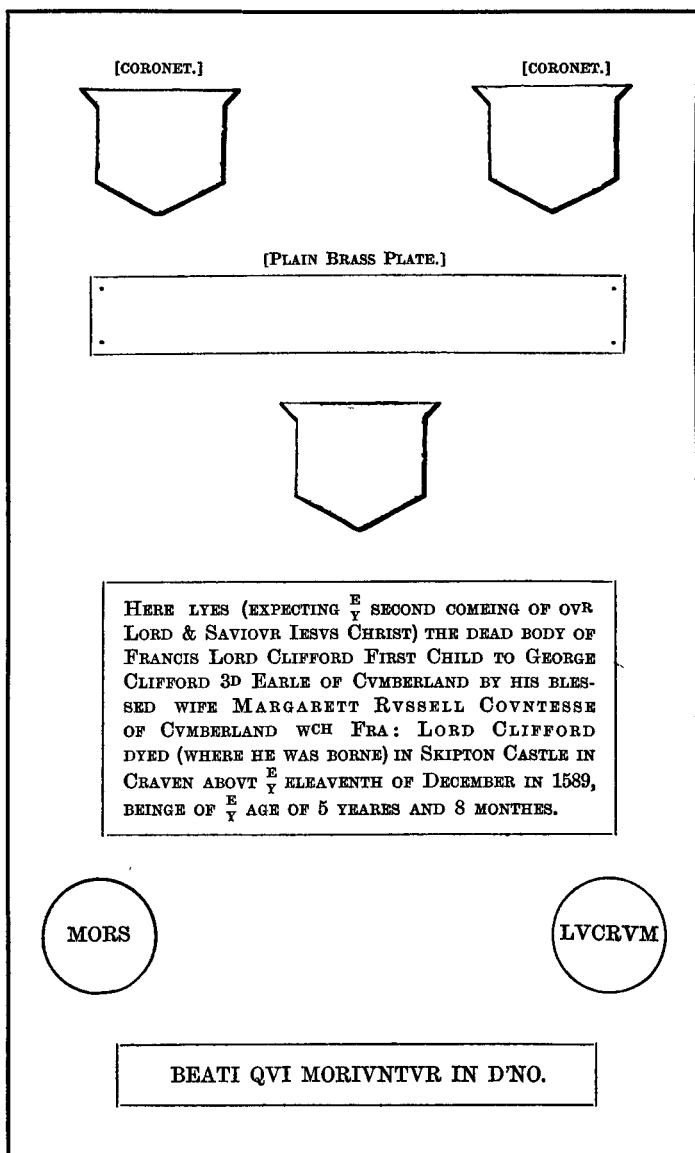 [CORONET.] [CORONET.]
[PLAIN BRASS PLATE.]
HERE LYES (EXPECTING YE SECOND COMEING OF OVR
LORD & SAVIOVR IESVS CHRIST) THE DEAD BODY OF
FRANCIS LORD CLIFFORD FIRST CHILD TO GEORGE
CLIFFORD 3D EARLE OF CVMBERLAND BY HIS BLES-
SED WIFE MARGARETT RVSSELL COVNTESSE
OF CVMBERLAND WCH FRA: LORD CLIFFORD
DYED (WHERE HE WAS BORNE) IN SKIPTON CASTLE IN
CRAVEN ABOVT YE ELEAVENTH OF DECEMBER IN 1589,
BEINGE OF YE AGE OF 5 YEARES AND 8 MONTHES.
MORS LVCRVM
BEATI QVI MORIVNTVR IN D'NO.